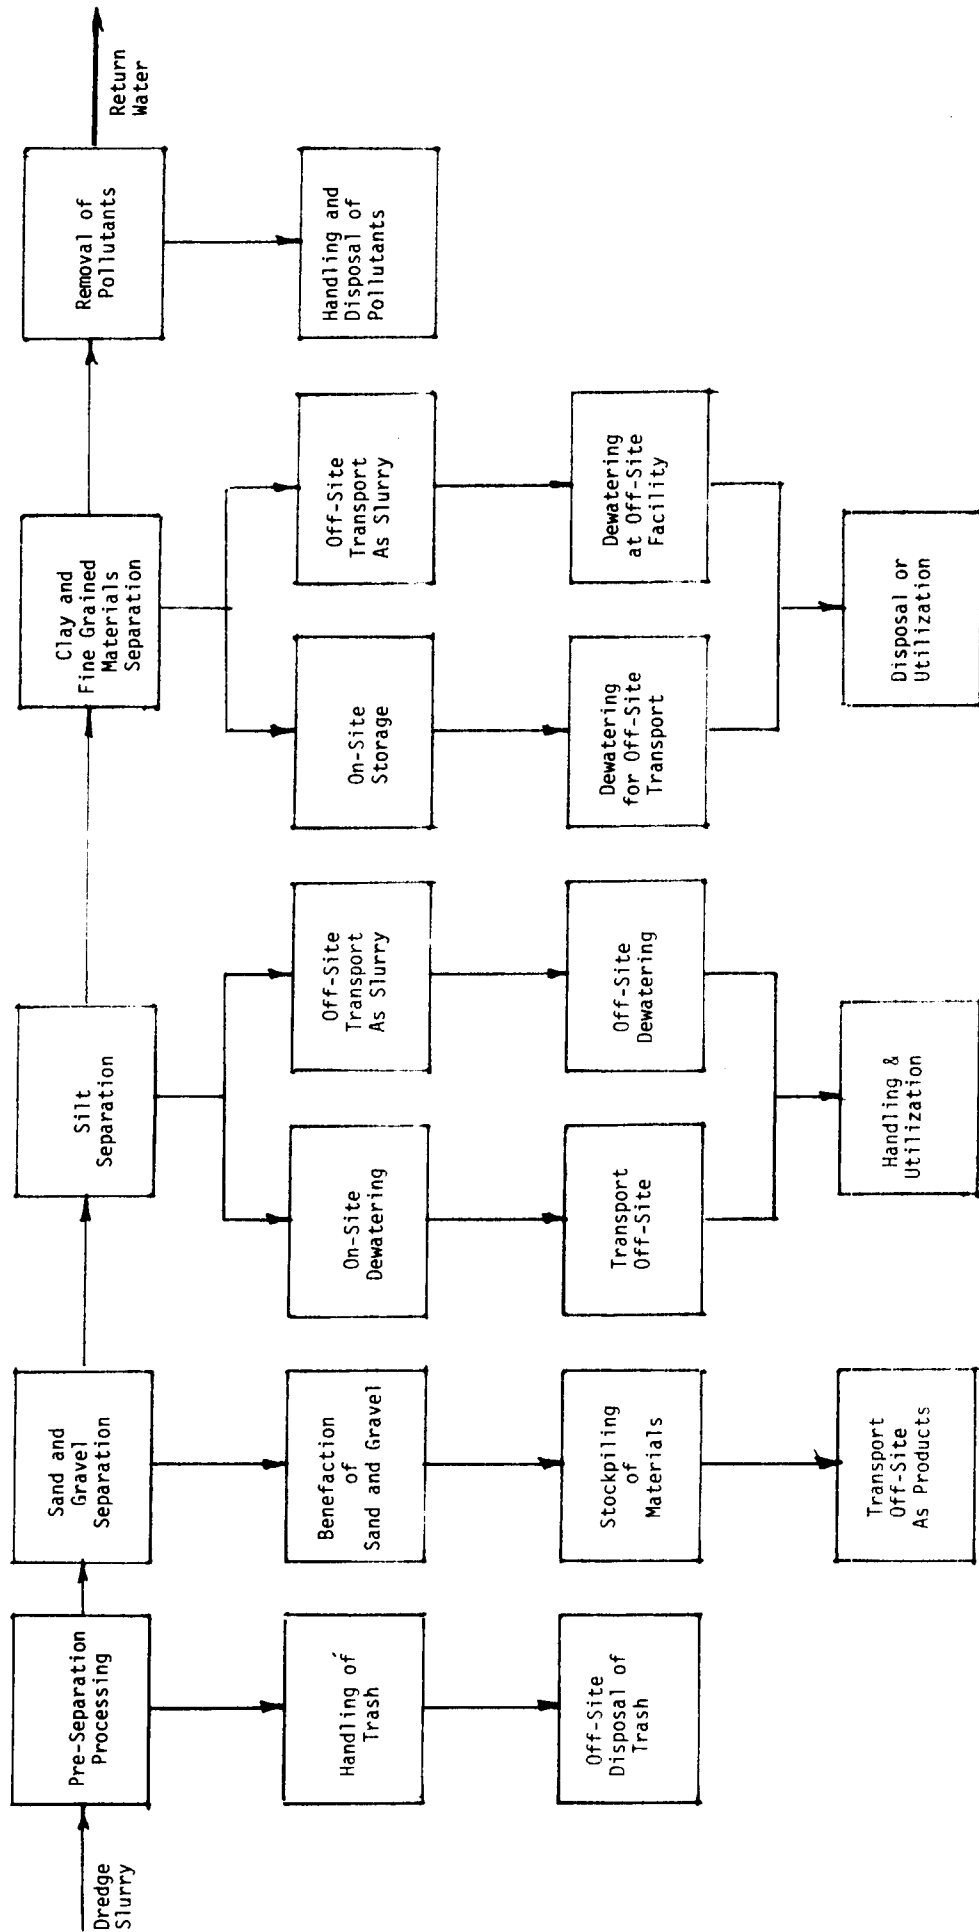 Dredge
Slurry
Pre-Separation
Processing
Handling of
Trash
Off-Site
Disposal of
Trash
Sand and
Gravel
Separation
Benefaction
of
Sand and Gravel
Stockpiling
of
Materials
Transport
Off-Site
As Products
Silt
Separation
On-Site
Dewatering
Transport
Off-Site
Off-Site
Transport
As Slurry
Off-Site
Dewatering
Handling &
Utilization
Clay and
Fine Grained
Materials
Separation
On-Site
Storage
Dewatering
for Off-Site
Transport
Off-Site
Transport
As Slurry
Dewatering
at Off-Site
Facility
Disposal or
Utilization
Removal of
Pollutants
Handling and
Disposal of
Pollutants
Return
Water